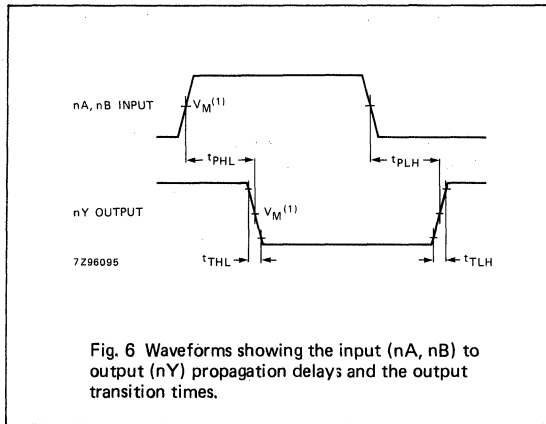 nA, nB INPUT
VM(1)
tPHL
tPLH
nY OUTPUT
VM(1)
7Z96095
tTHL
tTLH
Fig. 6 Waveforms showing the input (nA, nB) to
output (nY) propagation delays and the output
transition times.